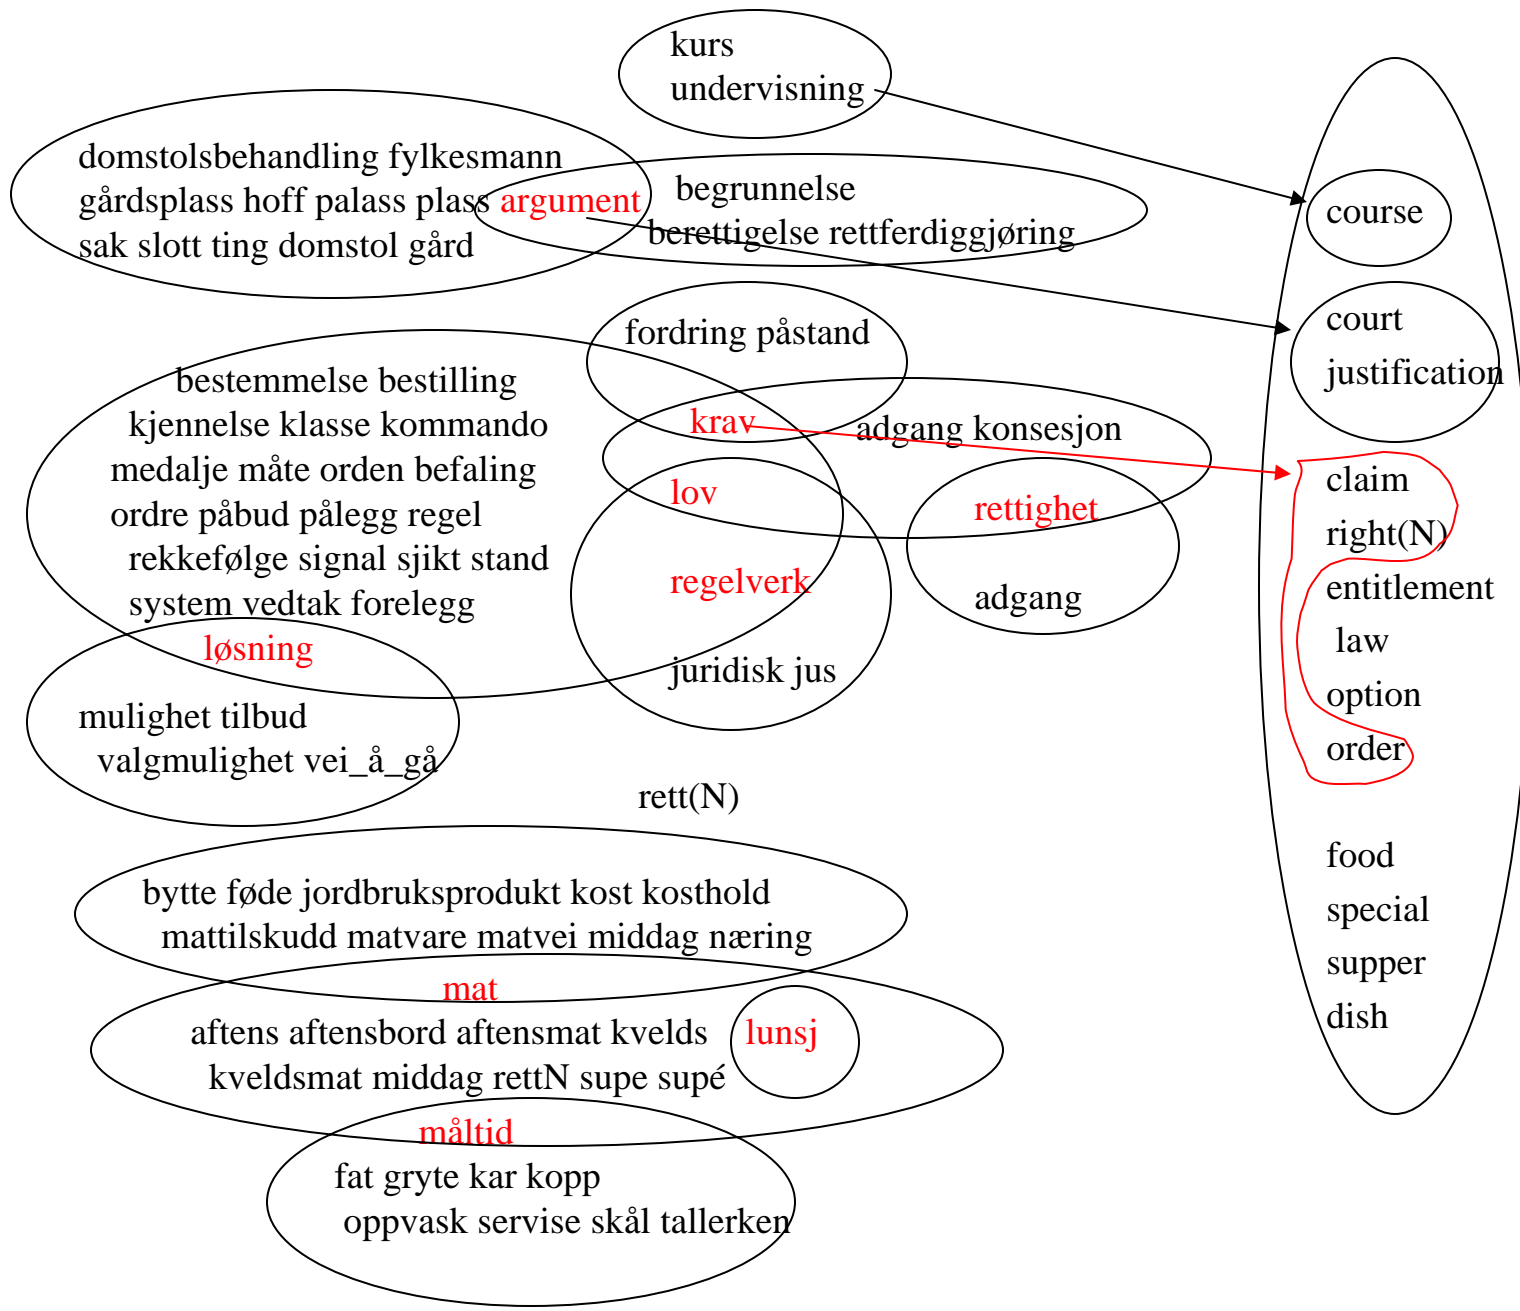 kurs
undervisning
domstolsbehandling fylkesmann
gårdsplass hoff palass plass argument
sak slott ting domstol gård
begrunnelse
berettigelse rettferdiggjøring
fordring påstand
bestemmelse bestilling
kjennelse klasse kommando
medalje måte orden befaling
ordre påbud pålegg regel
rekkefølge signal sjikt stand
system vedtak forelegg
løsning
krav
adgang konsesjon
lov
rettighet
regelverk
adgang
juridisk jus
mulighet tilbud
valgmulighet vei_å_gå
rett(N)
bytte føde jordbruksprodukt kost kosthold
mattilskudd matvare matvei middag næring
mat
aftens aftensbord aftensmat kvelds lunsj
kveldsmat middag rettN supe supé
måltid
fat gryte kar kopp
oppvask servise skål tallerken
course
court
justification
claim
right(N)
entitlement
law
option
order
food
special
supper
dish